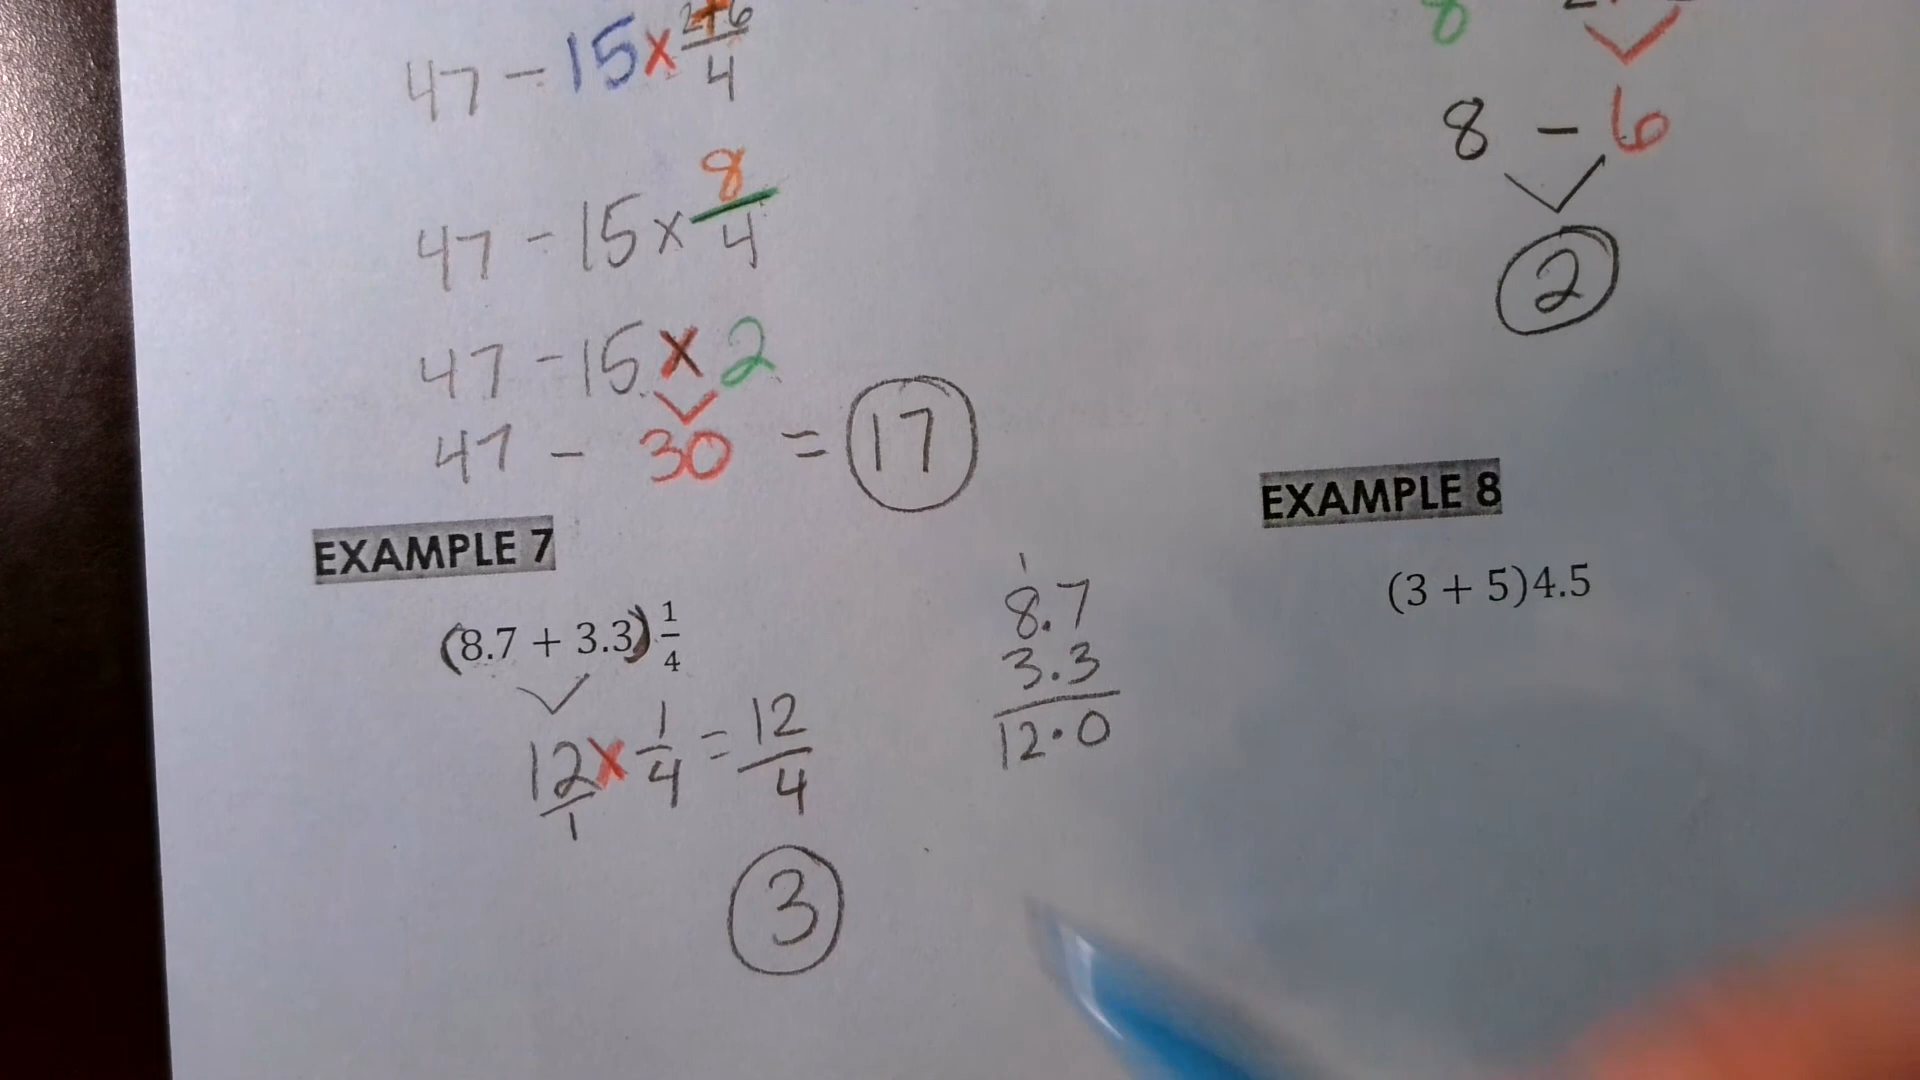 47 - 15 x 2+6/4
47 - 15 x 8/4
47 - 15 x 2
47 - 30 = 17
8
8 - 6
2
EXAMPLE 7
(8.7 + 3.3) 1/4
12/1 x 1/4 = 12/4
3
1
8.7
3.3
12.0
EXAMPLE 8
(3 + 5)4.5